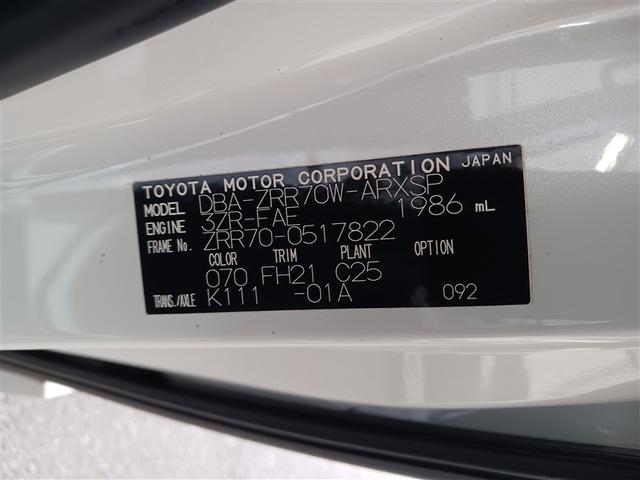 TOYOTA MOTOR CORPORATION JAPAN
MODEL DBA-ZRR70W-ARXSP
ENGINE 3ZR-FAE 1986 mL
FRAME No. ZRR70-0517822
COLOR TRIM PLANT OPTION
070 FH21 C25
TRANS./AXLE K111 -01A 092